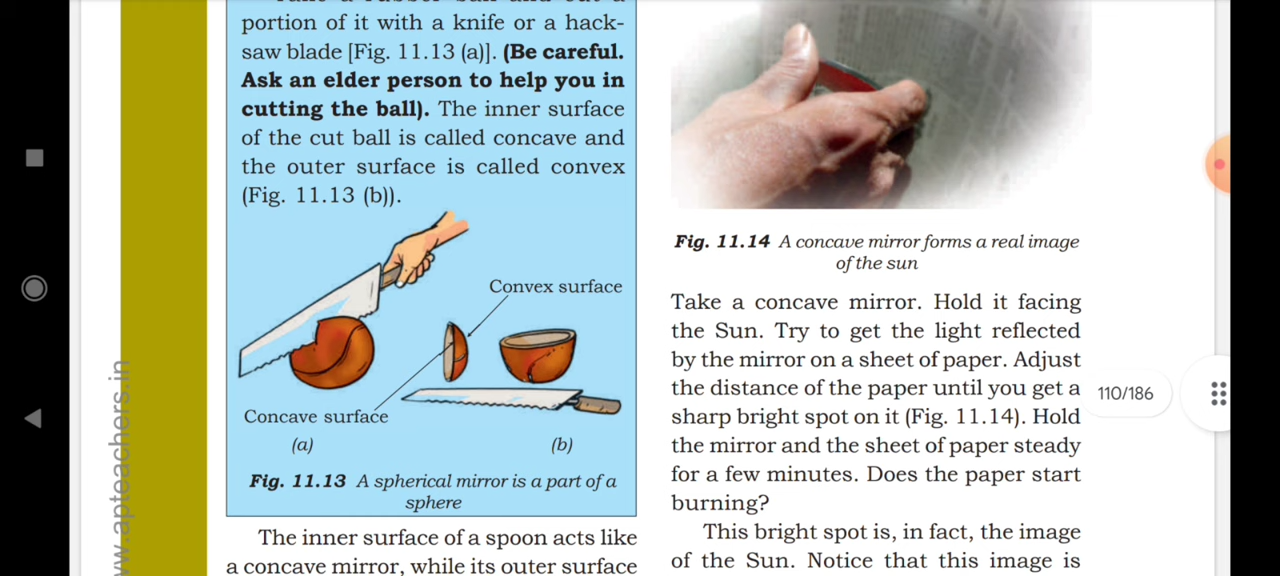 portion of it with a knife or a hack-
saw blade [Fig. 11.13 (a)]. (Be careful.
Ask an elder person to help you in
cutting the ball). The inner surface
of the cut ball is called concave and
the outer surface is called convex
(Fig. 11.13 (b)).
Convex surface
Concave surface
(a)
(b)
Fig. 11.13 A spherical mirror is a part of a
sphere
The inner surface of a spoon acts like
a concave mirror, while its outer surface
Fig. 11.14 A concave mirror forms a real image
of the sun
Take a concave mirror. Hold it facing
the Sun. Try to get the light reflected
by the mirror on a sheet of paper. Adjust
the distance of the paper until you get a
sharp bright spot on it (Fig. 11.14). Hold
the mirror and the sheet of paper steady
for a few minutes. Does the paper start
burning?
This bright spot is, in fact, the image
of the Sun. Notice that this image is
110/186
www.apteachers.in